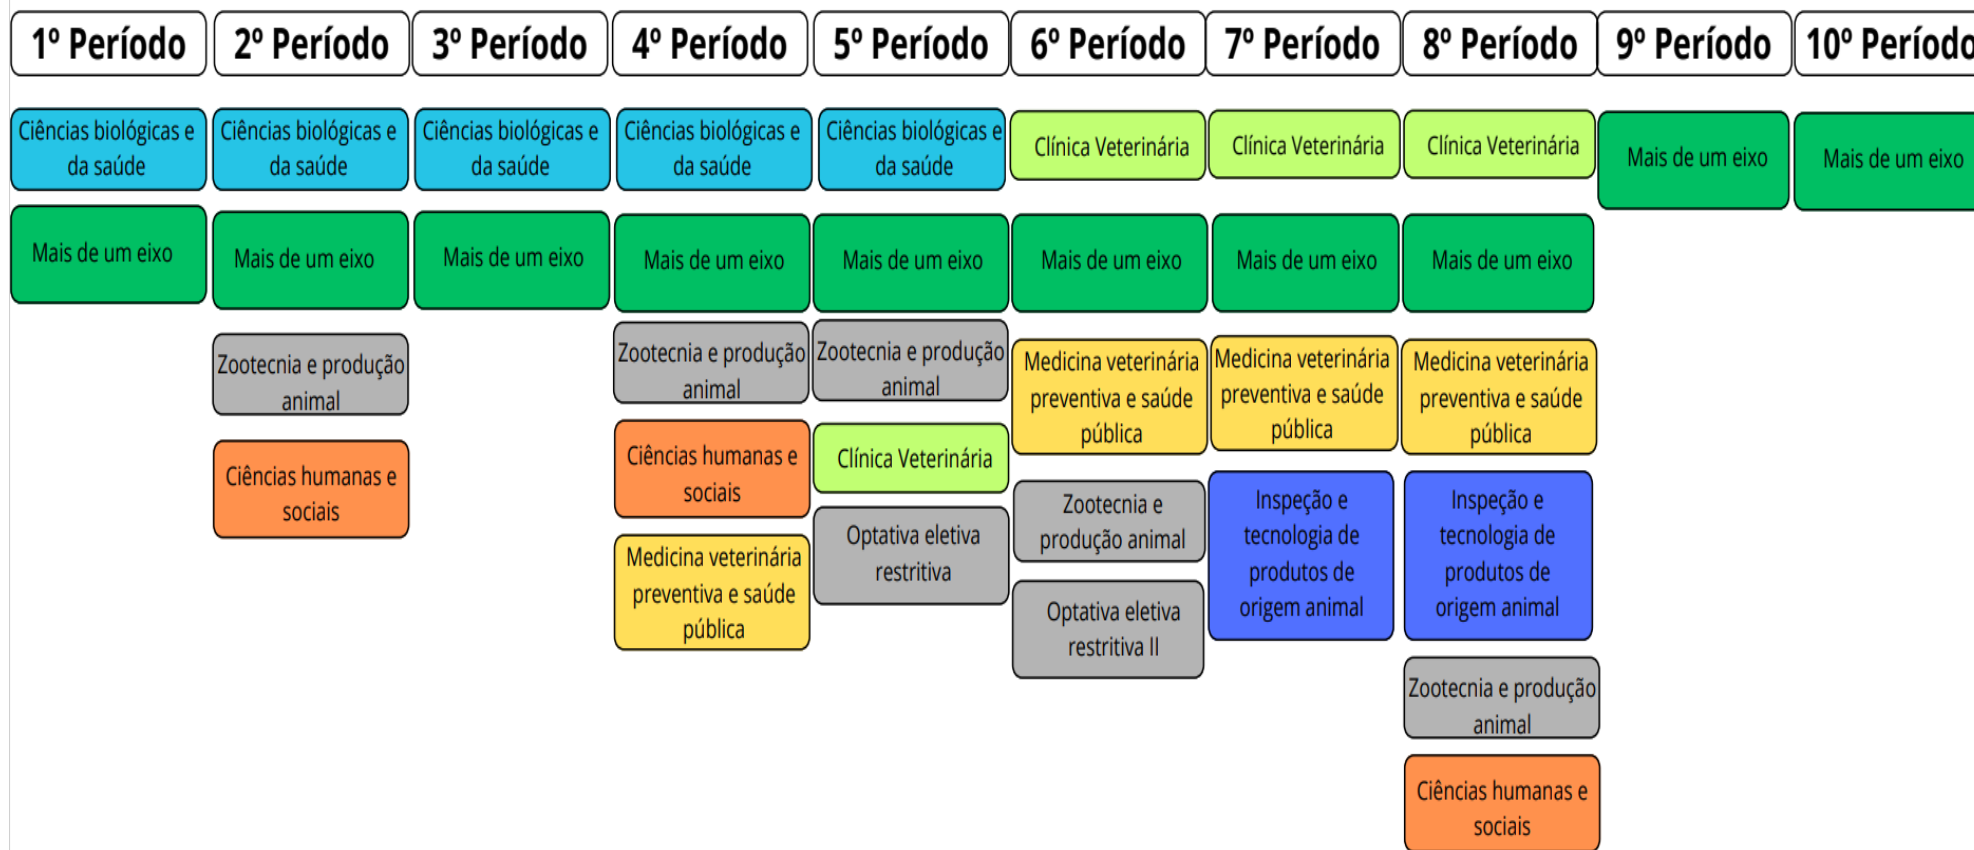 1º Período
2º Período
3º Período
4º Período
5º Período
6º Período
7º Período
8º Período
9º Período
10º Período
Ciências biológicas e
da saúde
Ciências biológicas e
da saúde
Ciências biológicas e
da saúde
Ciências biológicas e
da saúde
Ciências biológicas e
da saúde
Clínica Veterinária
Clínica Veterinária
Clínica Veterinária
Mais de um eixo
Mais de um eixo
Mais de um eixo
Mais de um eixo
Mais de um eixo
Mais de um eixo
Mais de um eixo
Mais de um eixo
Mais de um eixo
Mais de um eixo
Zootecnia e produção
animal
Zootecnia e produção
animal
Zootecnia e produção
animal
Medicina veterinária
preventiva e saúde
pública
Medicina veterinária
preventiva e saúde
pública
Medicina veterinária
preventiva e saúde
pública
Ciências humanas e
sociais
Ciências humanas e
sociais
Clínica Veterinária
Zootecnia e
produção animal
Inspeção e
tecnologia de
produtos de
origem animal
Inspeção e
tecnologia de
produtos de
origem animal
Medicina veterinária
preventiva e saúde
pública
Optativa eletiva
restritiva
Optativa eletiva
restritiva II
Zootecnia e produção
animal
Ciências humanas e
sociais